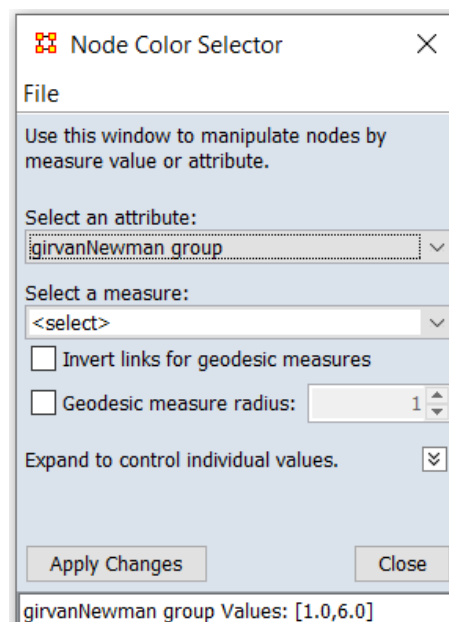 Node Color Selector
File
Use this window to manipulate nodes by
measure value or attribute.
Select an attribute:
girvanNewman group
Select a measure:
<select>
Invert links for geodesic measures
Geodesic measure radius: 1
Expand to control individual values.
Apply Changes Close
girvanNewman group Values: [1.0,6.0]